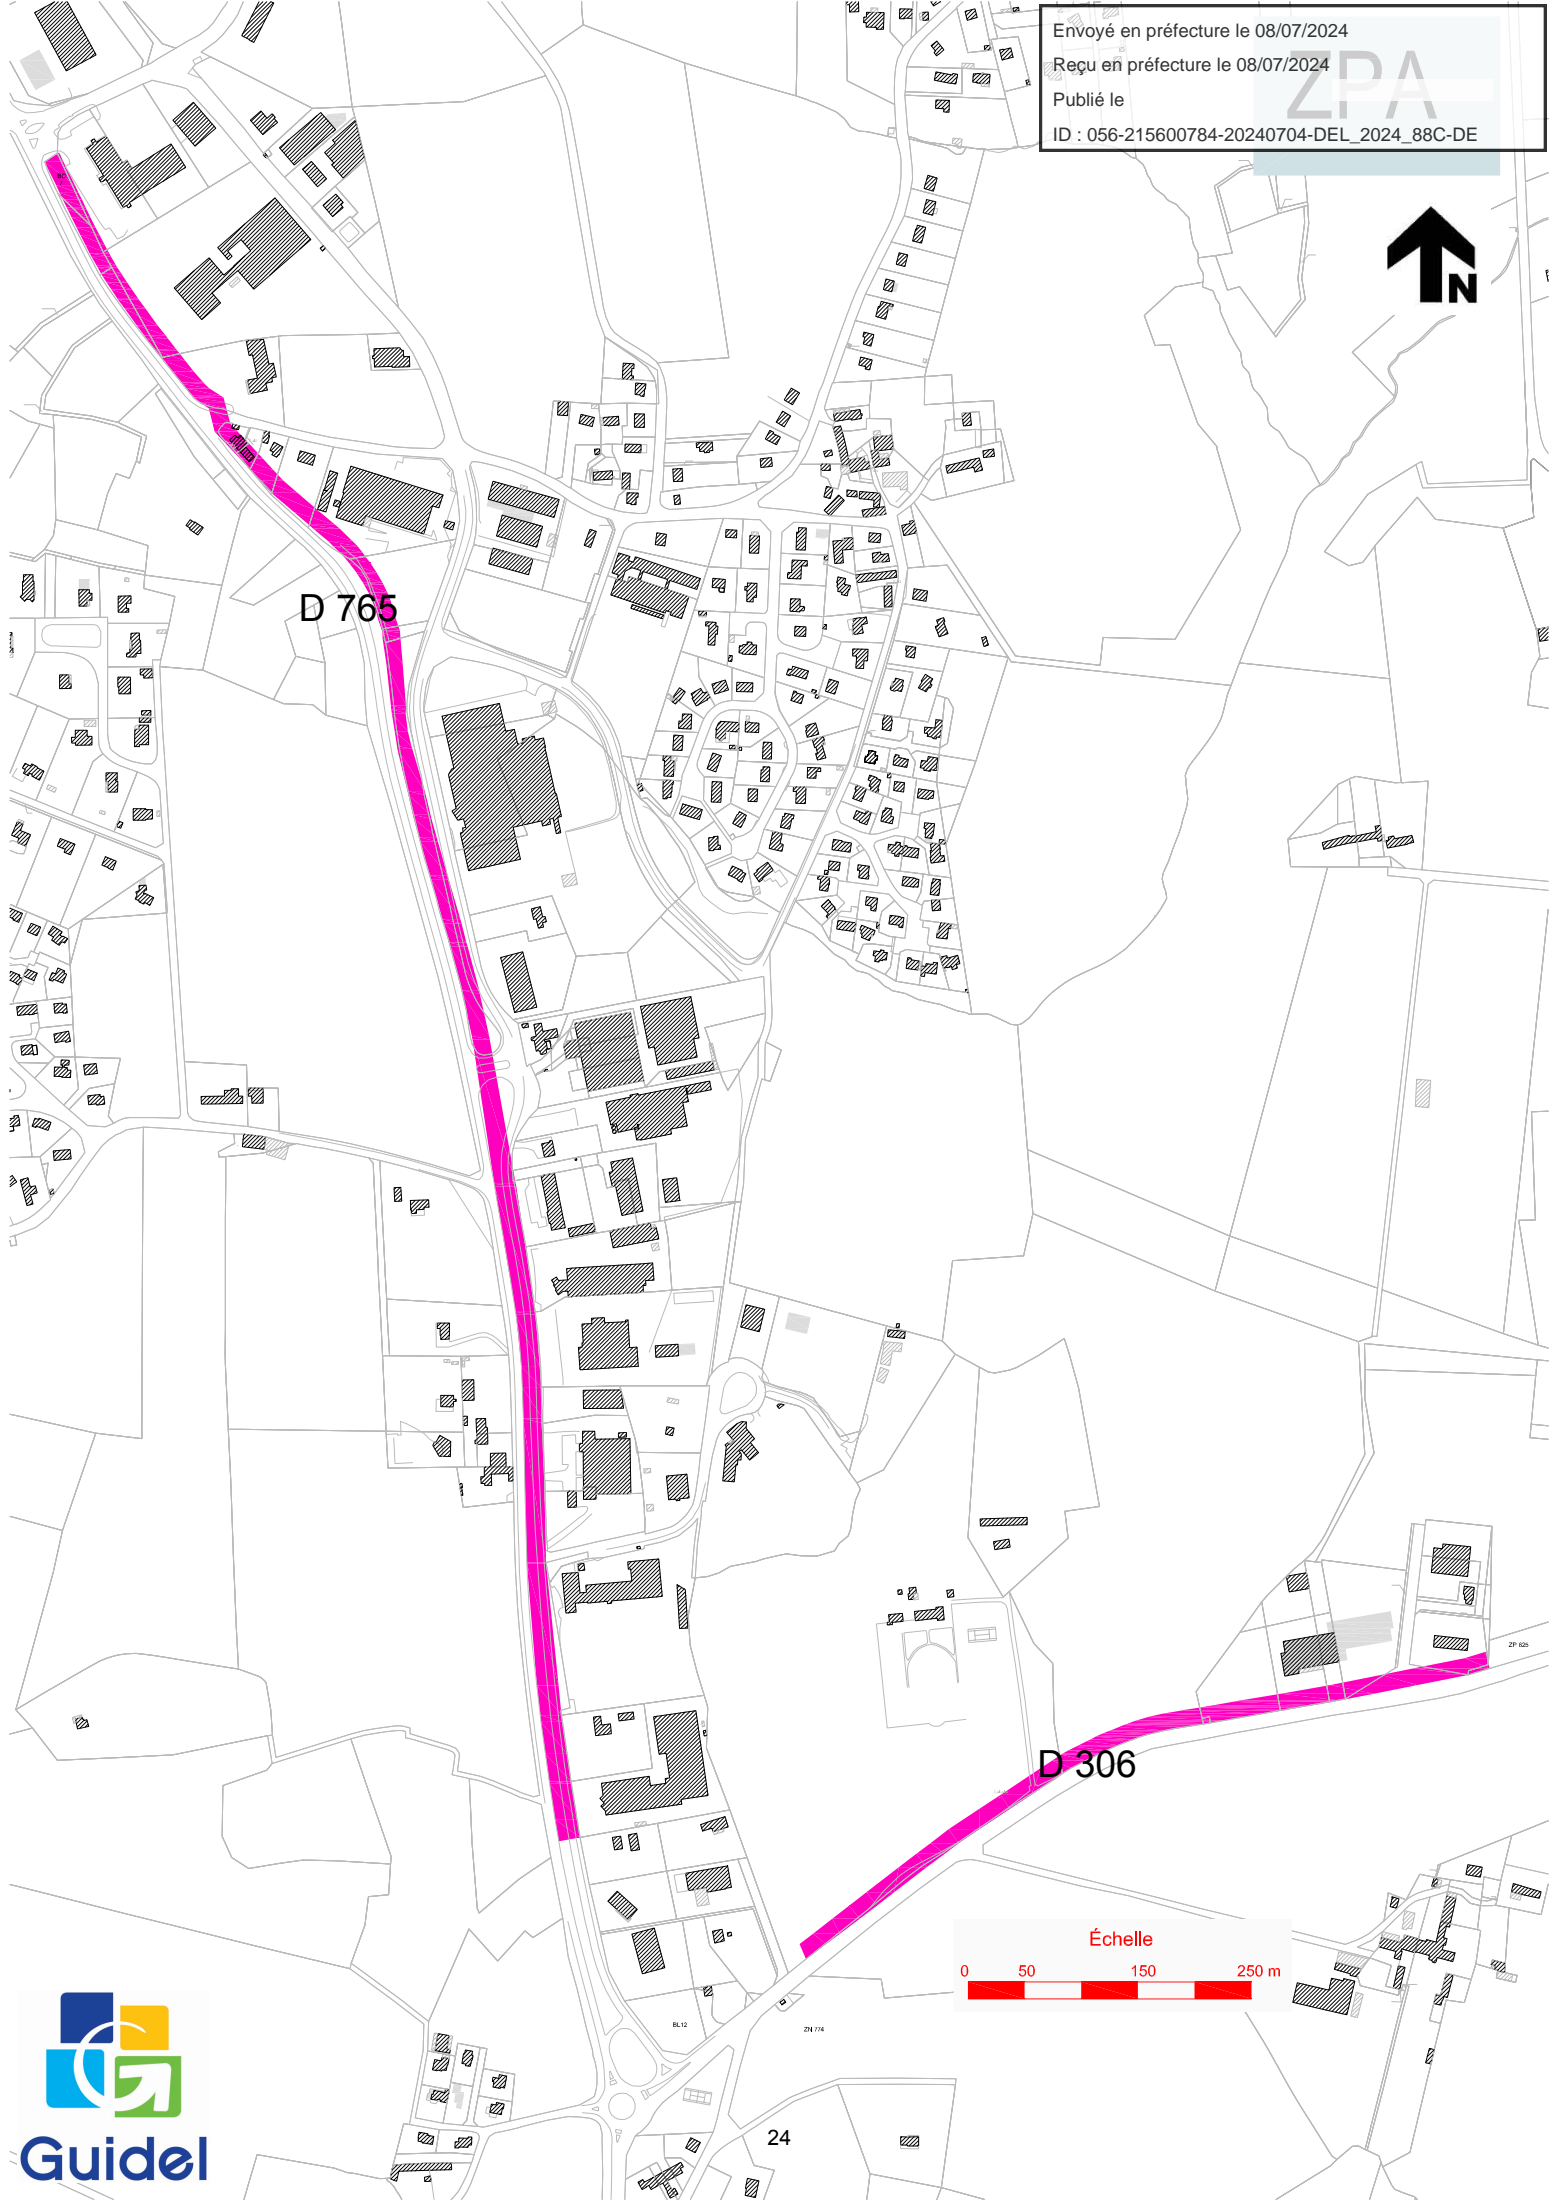 Envoyé en préfecture le 08/07/2024
Reçu en préfecture le 08/07/2024
Publié le
ID : 056-215600784-20240704-DEL_2024_88C-DE
ZPA
N
D 765
ZP 625
D 306
Échelle
0 50 150 250 m
BL12
ZN 774
24
Guidel